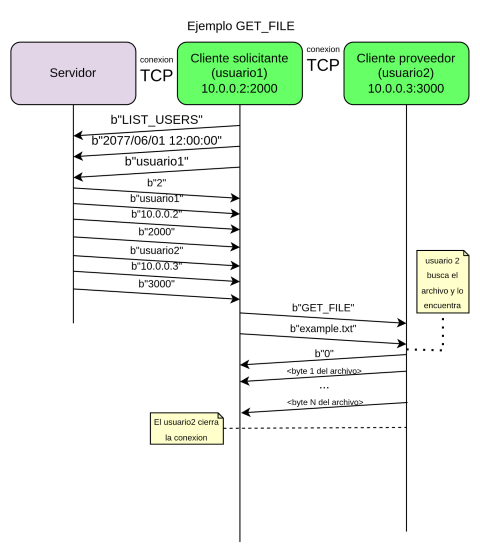 Ejemplo GET_FILE
Servidor
conexion
TCP
Cliente solicitante
(usuario1)
10.0.0.2:2000
conexion
TCP
Cliente proveedor
(usuario2)
10.0.0.3:3000
b"LIST_USERS"
b"2077/06/01 12:00:00"
b"usuario1"
b"2"
b"usuario1"
b"10.0.0.2"
b"2000"
b"usuario2"
b"10.0.0.3"
b"3000"
usuario 2
busca el
archivo y lo
encuentra
b"GET_FILE"
b"example.txt"
b"0"
<byte 1 del archivo>
...
<byte N del archivo>
El usuario2 cierra
la conexion